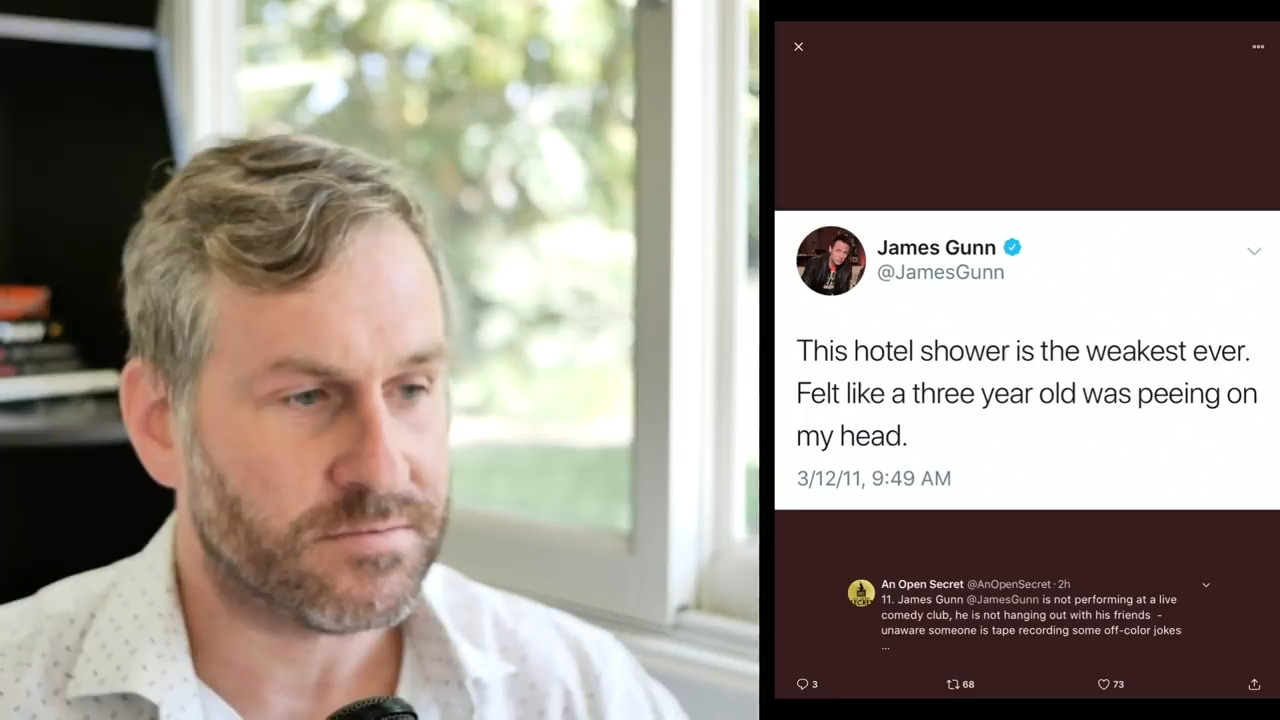 James Gunn
@JamesGunn
This hotel shower is the weakest ever.
Felt like a three year old was peeing on
my head.
3/12/11, 9:49 AM
An Open Secret @AnOpenSecret · 2h
11. James Gunn @JamesGunn is not performing at a live
comedy club, he is not hanging out with his friends -
unaware someone is tape recording some off-color jokes
...
3
68
73